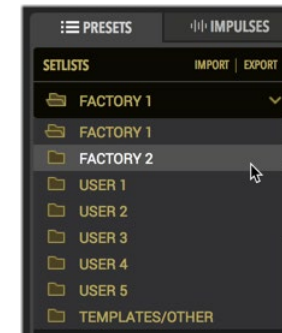 PRESETS IMPULSES
SETLISTS IMPORT | EXPORT
FACTORY 1
FACTORY 1
FACTORY 2
USER 1
USER 2
USER 3
USER 4
USER 5
TEMPLATES/OTHER